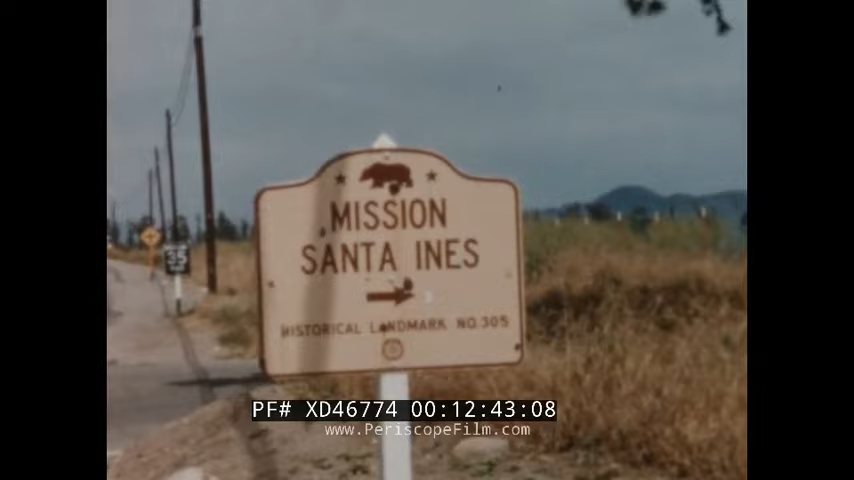 MISSION
SANTA INES
HISTORICAL LANDMARK NO.305
35
PF# XD46774 00:12:43:08
www.PeriscopeFilm.com